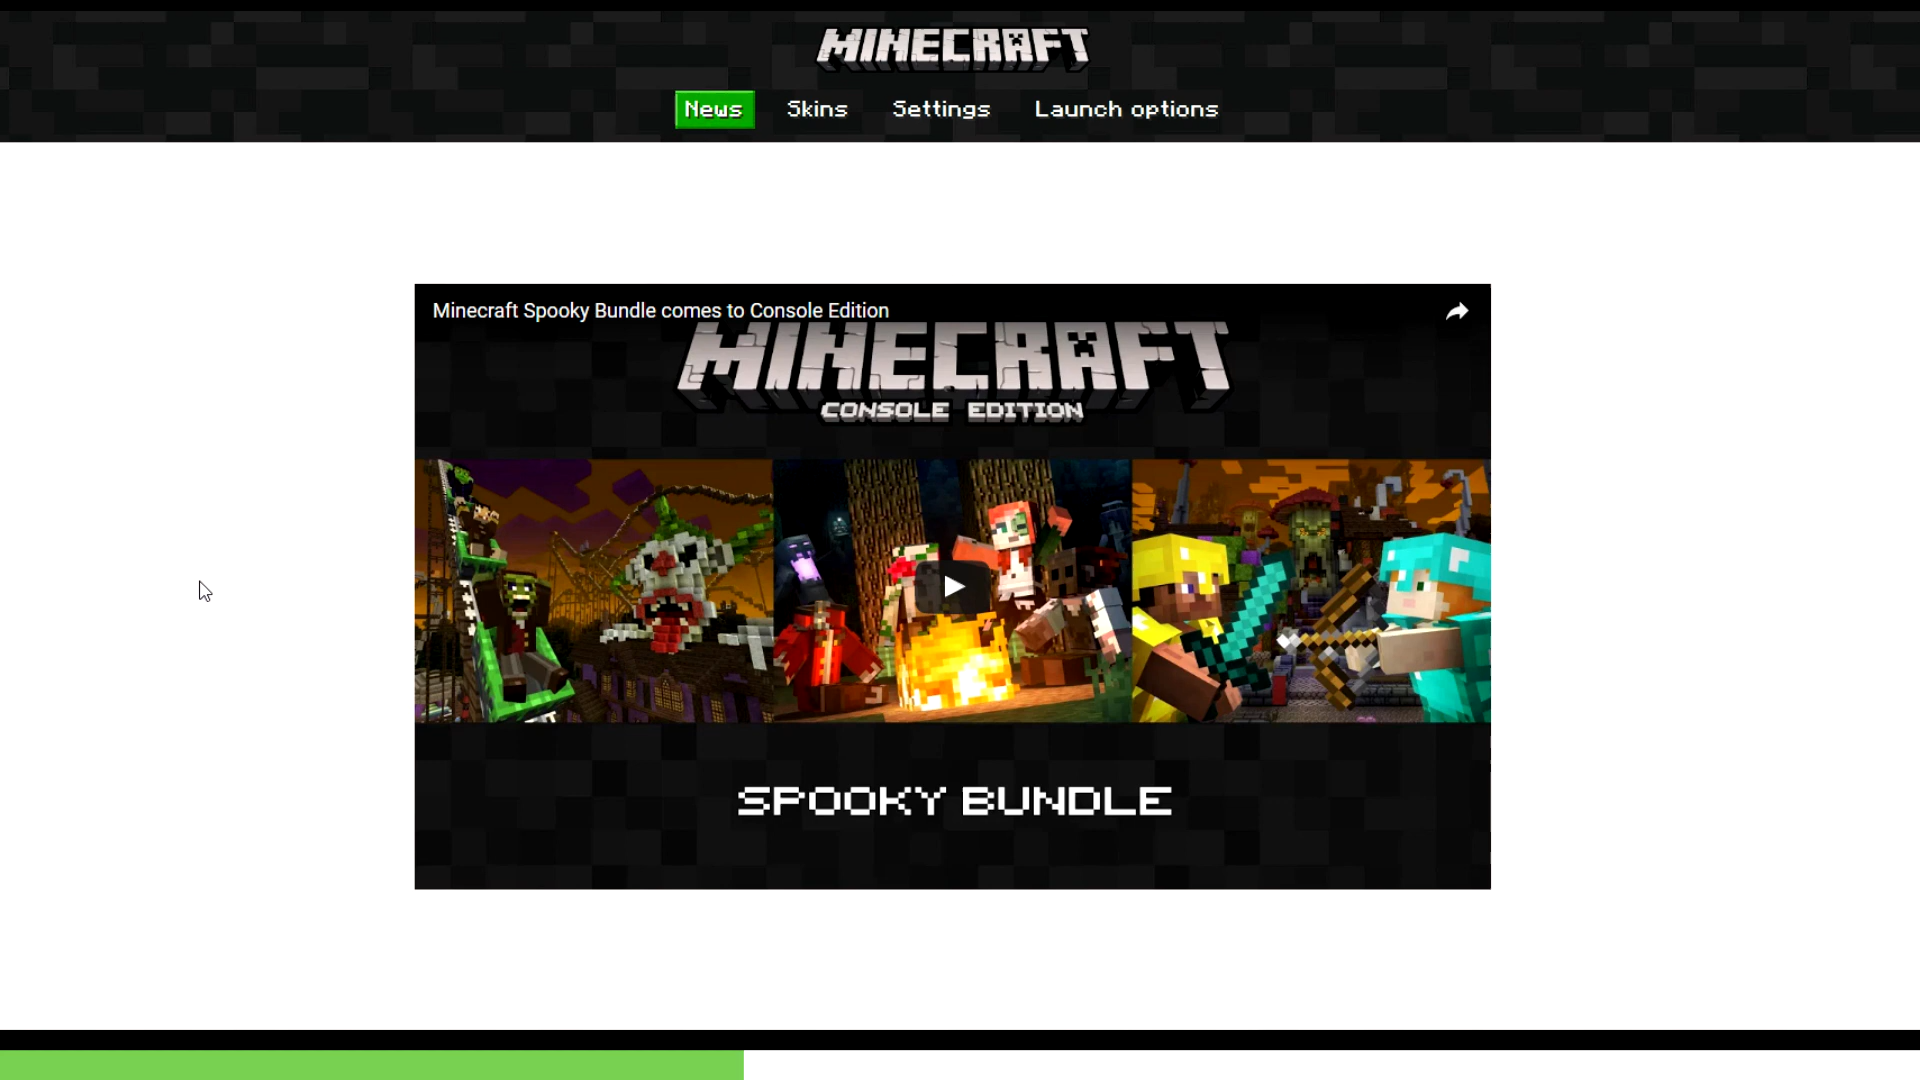 MINECRAFT
News Skins Settings Launch options
Minecraft Spooky Bundle comes to Console Edition
MINECRAFT
CONSOLE EDITION
SPOOKY BUNDLE